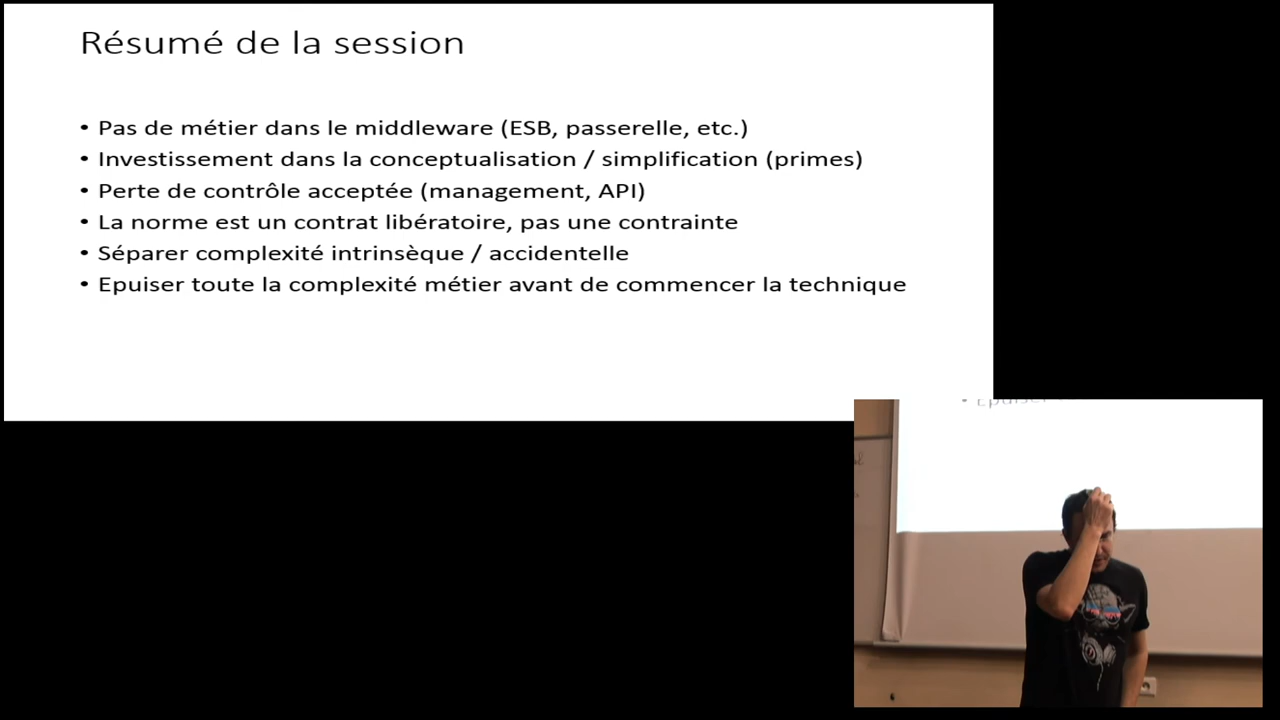 Résumé de la session
• Pas de métier dans le middleware (ESB, passerelle, etc.)
• Investissement dans la conceptualisation / simplification (primes)
• Perte de contrôle acceptée (management, API)
• La norme est un contrat libératoire, pas une contrainte
• Séparer complexité intrinsèque / accidentelle
• Epuiser toute la complexité métier avant de commencer la technique
• Epuiser